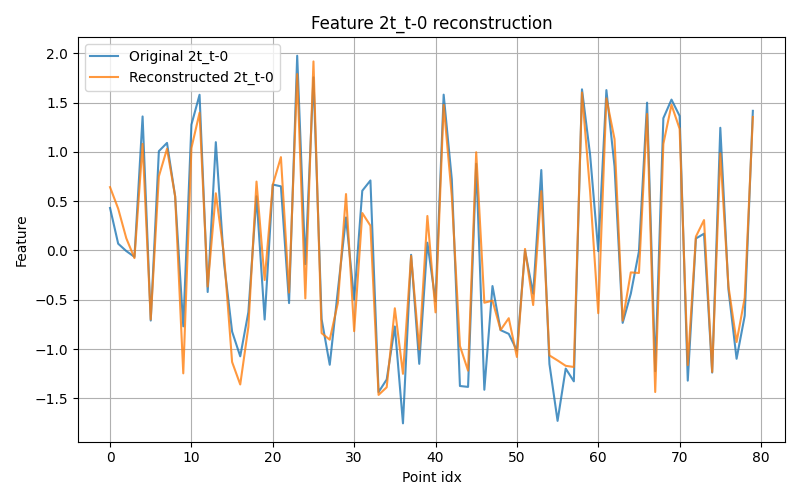 Feature 2t_t-0 reconstruction
Original 2t_t-0
Reconstructed 2t_t-0
Feature
2.0
1.5
1.0
0.5
0.0
−0.5
−1.0
−1.5
0 10 20 30 40 50 60 70 80
Point idx